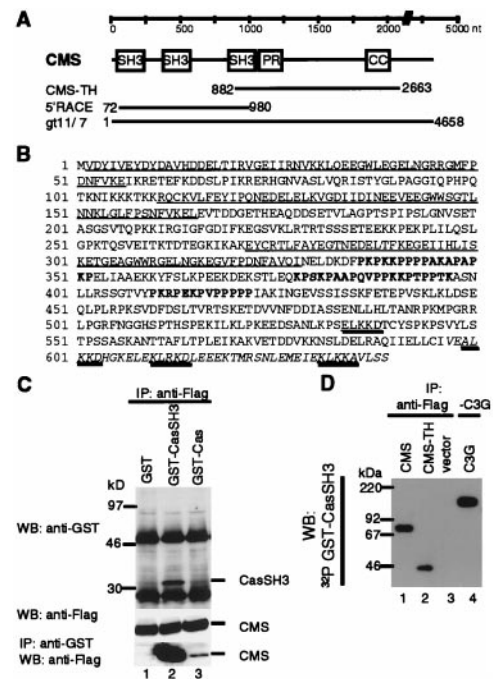 A
0 1000 2000 3000 4000 5000 nt
CMS SH3 SH3 SH3 PR CC
CMS-TH 882 2663
5'RACE 72 980
gt11/ 7 1 4658
B
1 MVDYIVEYDYDAVHDDELTIRVGEIIRNVKKLQEEGWLEGELNGRRGMFP
51 DNFVKEIKRETEFKDDSLPIKRERHGNVASLVQRISTYGLPAGGIQPHPQ
101 TKNIKKKTKKRQCKVLFEYIPQNEDELELKVGDIIDINEEVEEGWWSGTL
151 NNKLGLFPSNFVKELEVTDDGETHEAQDDSETVLAGPTSPIPSLGNVSET
201 ASGSVTQPKKIRGIGFGDIFKEGSVKLRTRTSSSETEEKKPEKPLILQSL
251 GPKTQSVEITKTDTEGKIKAKEYCRTLFAYEGTNEDELTFKEGEIIHLIS
301 KETGEAGWWRGELNGKEGVFPDNFAVQINELDKDFPKPKKPPPPAKAPAP
351 KPELIAAEKKYFSLKPEEKDEKSTLEQKPSKPAAPQVPPKKPTPPTKASN
401 LLRSSGTVYPKRPEKPVPPPPPIAKINGEVSSISSKFETEPVSKLKLDSE
451 QLPLRPKSVDFDSLTVRTSKETDVVNFDDIASSENLLHLTANRPKMPGRR
501 LPGRFNGGHSPTHSPEKILKLPKEEDSANLKPSELKKDTCYSPKPSVYLS
551 TPSSASKANTTAFLTPLEIKAKVETDDVKKNSLDELRAQIIELLCIVEAL
601 KKDHGKELEKLRKDLEEEKTMRSNLEMEIEKLKKAVLSS
C
IP: anti-Flag
GST GST-CasSH3 GST-Cas
kD
97
WB: anti-GST
46
30 CasSH3
WB: anti-Flag CMS
IP: anti-GST
WB: anti-Flag CMS
1 2 3
D
IP:
anti-Flag -C3G
CMS CMS-TH vector C3G
kDa
220
92
67
46
WB:
32P GST-CasSH3
1 2 3 4